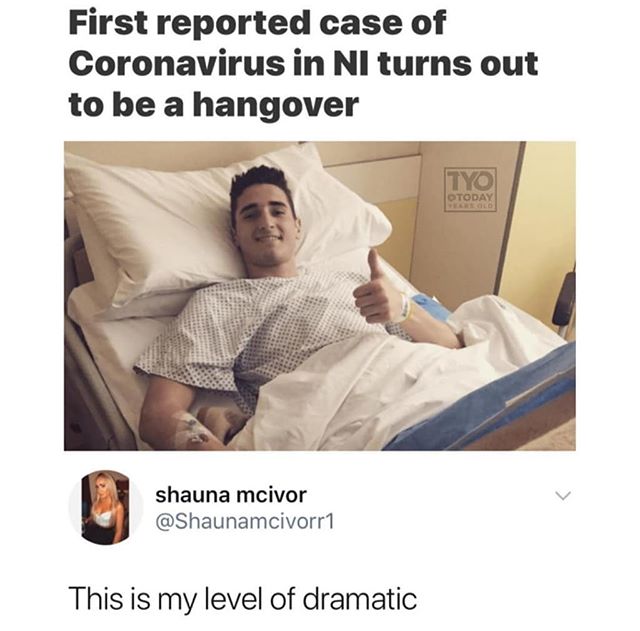 First reported case of
Coronavirus in NI turns out
to be a hangover
TYO
@TODAY
YEARS OLD
shauna mcivor
@Shaunamcivorr1
This is my level of dramatic